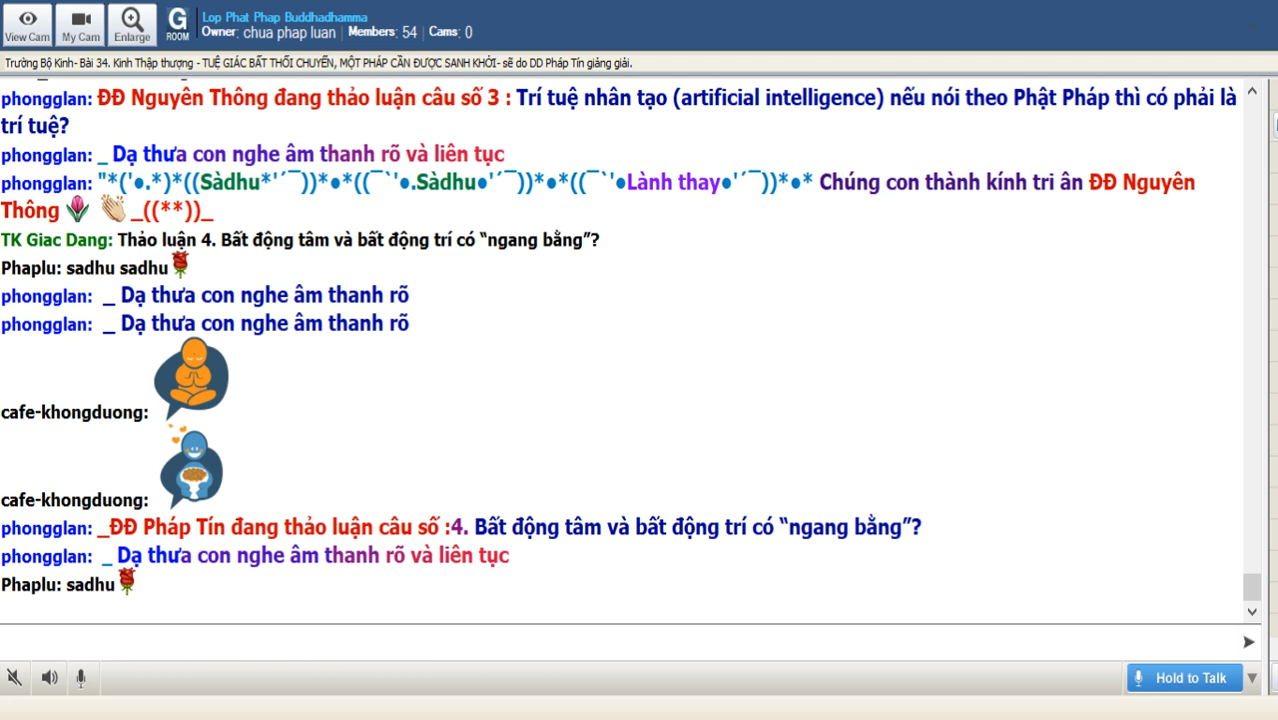 View Cam
My Cam
Enlarge
G
ROOM
Lop Phat Phap Buddhadhamma
Owner: chua phap luan | Members: 54 | Cams: 0
Trường Bộ Kinh- Bài 34. Kinh Thập thượng - TUỆ GIÁC BẤT THỐI CHUYỂN, MỘT PHÁP CẦN ĐƯỢC SANH KHỞI- sẽ do DD Pháp Tín giảng giải.
phongglan: ĐĐ Nguyên Thông đang thảo luận câu số 3 : Trí tuệ nhân tạo (artificial intelligence) nếu nói theo Phật Pháp thì có phải là
trí tuệ?
phongglan: _ Dạ thưa con nghe âm thanh rõ và liên tục
phongglan: "*('●.*)*((Sàdhu*'´¯))*●*((¯`'●.Sàdhu●'´¯))*●*((¯`'●Lành thay●'´¯))*●* Chúng con thành kính tri ân ĐĐ Nguyên
Thông 🌷 👏 _((**))_
TK Giac Dang: Thảo luận 4. Bất động tâm và bất động trí có “ngang bằng”?
Phaplu: sadhu sadhu🌹
phongglan: _ Dạ thưa con nghe âm thanh rõ
phongglan: _ Dạ thưa con nghe âm thanh rõ
cafe-khongduong:
cafe-khongduong:
phongglan: _ĐĐ Pháp Tín đang thảo luận câu số :4. Bất động tâm và bất động trí có “ngang bằng”?
phongglan: _ Dạ thưa con nghe âm thanh rõ và liên tục
Phaplu: sadhu🌹
Hold to Talk